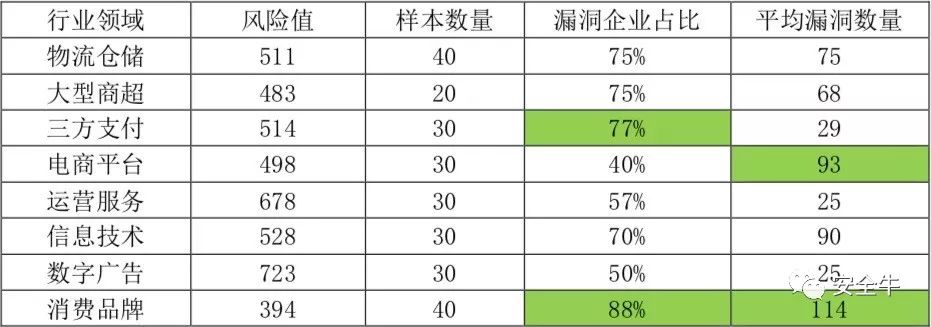 行业领域 风险值 样本数量 漏洞企业占比 平均漏洞数量
物流仓储 511 40 75% 75
大型商超 483 20 75% 68
三方支付 514 30 77% 29
电商平台 498 30 40% 93
运营服务 678 30 57% 25
信息技术 528 30 70% 90
数字广告 723 30 50% 25
消费品牌 394 40 88% 114
安全牛